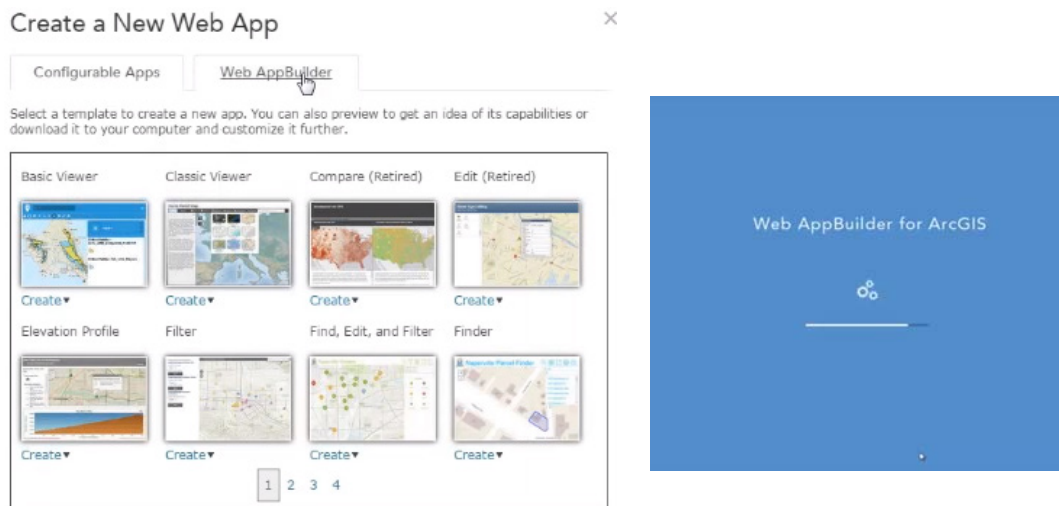 Create a New Web App
Configurable Apps
Web AppBuilder
Select a template to create a new app. You can also preview to get an idea of its capabilities or
download it to your computer and customize it further.
Basic Viewer
Classic Viewer
Compare (Retired)
Edit (Retired)
Create
Create
Create
Create
Elevation Profile
Filter
Find, Edit, and Filter
Finder
Naperville Parcel Finder
Create
Create
Create
Create
1 2 3 4
Web AppBuilder for ArcGIS